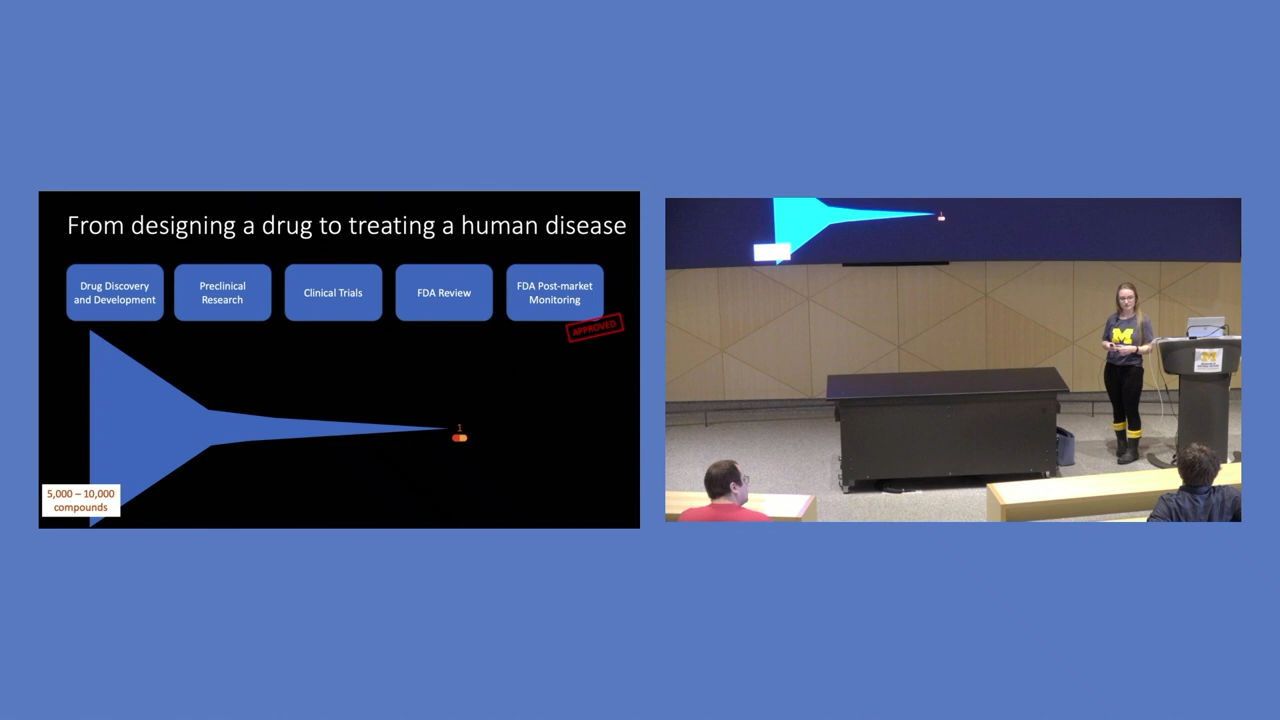 From designing a drug to treating a human disease
Drug Discovery
and Development
Preclinical
Research
Clinical Trials
FDA Review
FDA Post-market
Monitoring
APPROVED
1
5,000 – 10,000
compounds
M
M